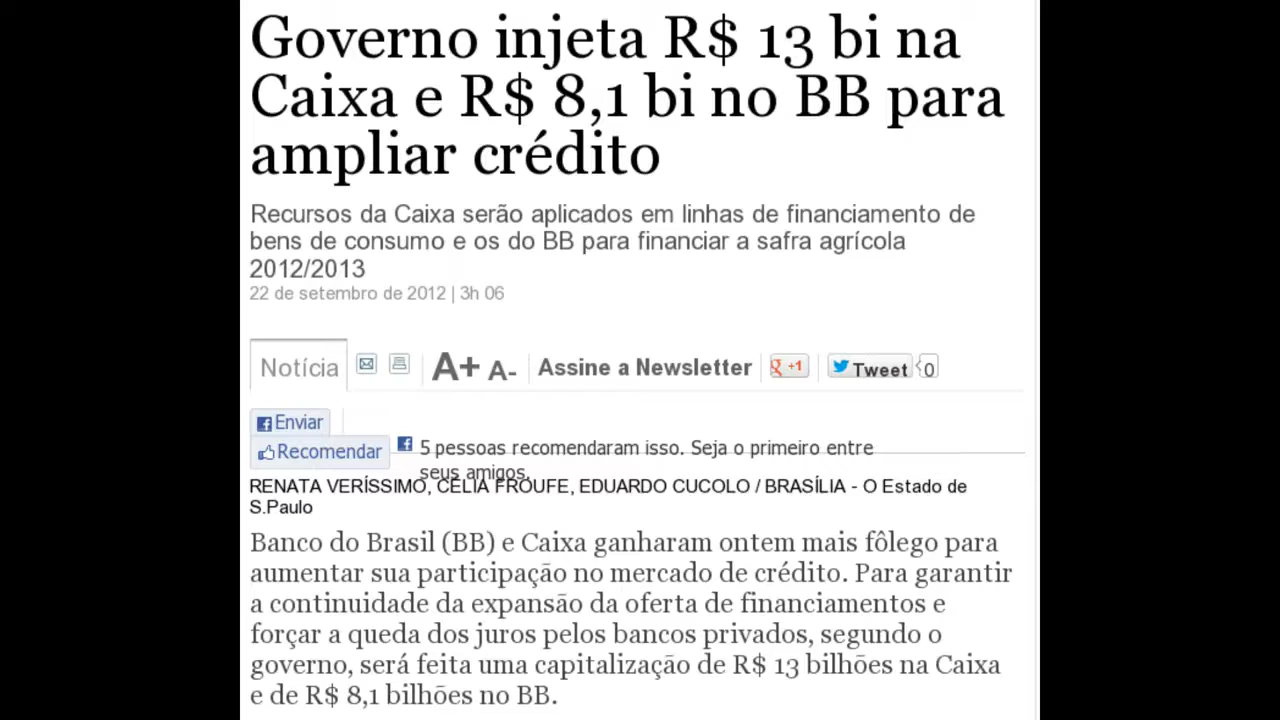 Governo injeta R$ 13 bi na
Caixa e R$ 8,1 bi no BB para
ampliar crédito
Recursos da Caixa serão aplicados em linhas de financiamento de
bens de consumo e os do BB para financiar a safra agrícola
2012/2013
22 de setembro de 2012 | 3h 06
Notícia A+ A- Assine a Newsletter +1 Tweet 0
Enviar
Recomendar 5 pessoas recomendaram isso. Seja o primeiro entre
seus amigos.
RENATA VERÍSSIMO, CÉLIA FROUFE, EDUARDO CUCOLO / BRASÍLIA - O Estado de
S.Paulo
Banco do Brasil (BB) e Caixa ganharam ontem mais fôlego para
aumentar sua participação no mercado de crédito. Para garantir
a continuidade da expansão da oferta de financiamentos e
forçar a queda dos juros pelos bancos privados, segundo o
governo, será feita uma capitalização de R$ 13 bilhões na Caixa
e de R$ 8,1 bilhões no BB.